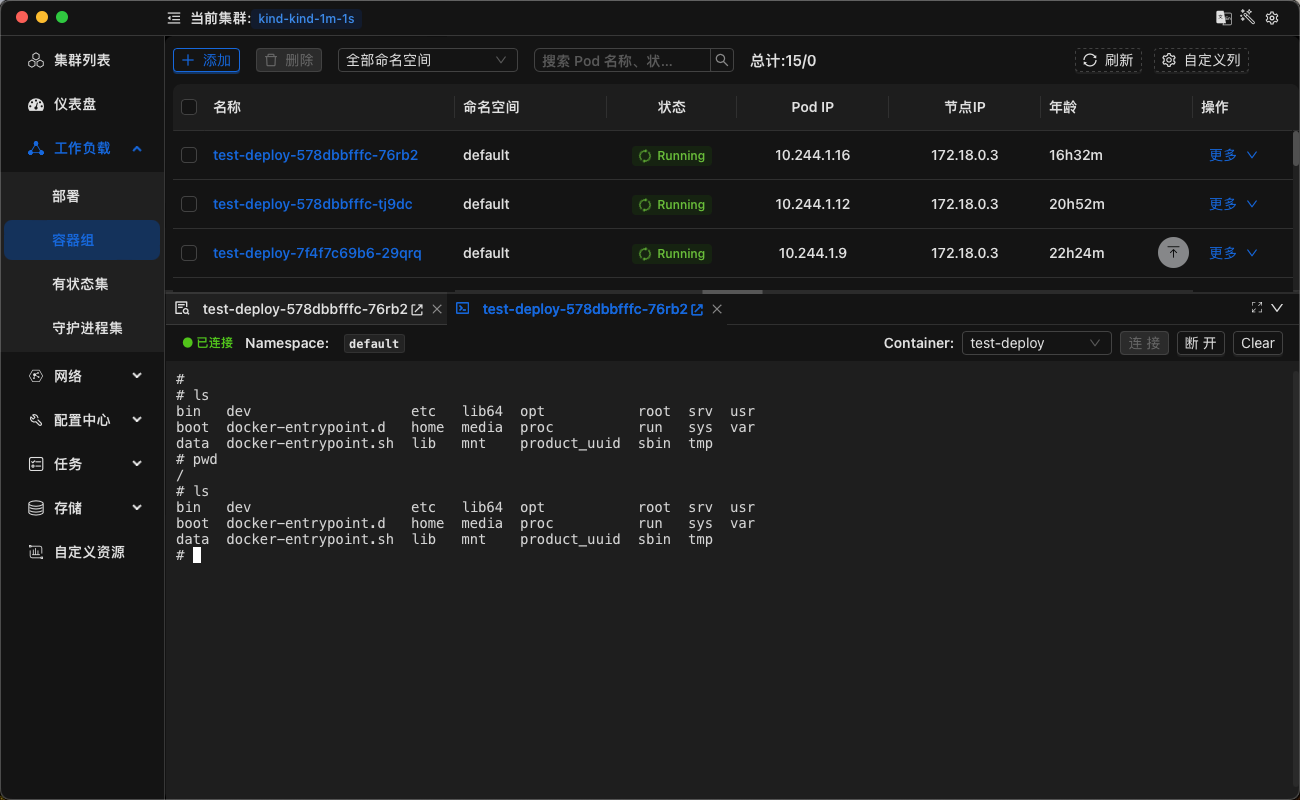 当前集群: kind-kind-1m-1s
集群列表
仪表盘
工作负载
部署
容器组
有状态集
守护进程集
网络
配置中心
任务
存储
自定义资源
添加 删除 全部命名空间 搜索 Pod 名称、状... 总计:15/0 刷新 自定义列
名称 命名空间 状态 Pod IP 节点IP 年龄 操作
test-deploy-578dbbfffc-76rb2 default Running 10.244.1.16 172.18.0.3 16h32m 更多
test-deploy-578dbbfffc-tj9dc default Running 10.244.1.12 172.18.0.3 20h52m 更多
test-deploy-7f4f7c69b6-29qrq default Running 10.244.1.9 172.18.0.3 22h24m 更多
test-deploy-578dbbfffc-76rb2 test-deploy-578dbbfffc-76rb2
已连接 Namespace: default Container: test-deploy 连 接 断 开 Clear
#
# ls
bin dev etc lib64 opt root srv usr
boot docker-entrypoint.d home media proc run sys var
data docker-entrypoint.sh lib mnt product_uuid sbin tmp
# pwd
/
# ls
bin dev etc lib64 opt root srv usr
boot docker-entrypoint.d home media proc run sys var
data docker-entrypoint.sh lib mnt product_uuid sbin tmp
#